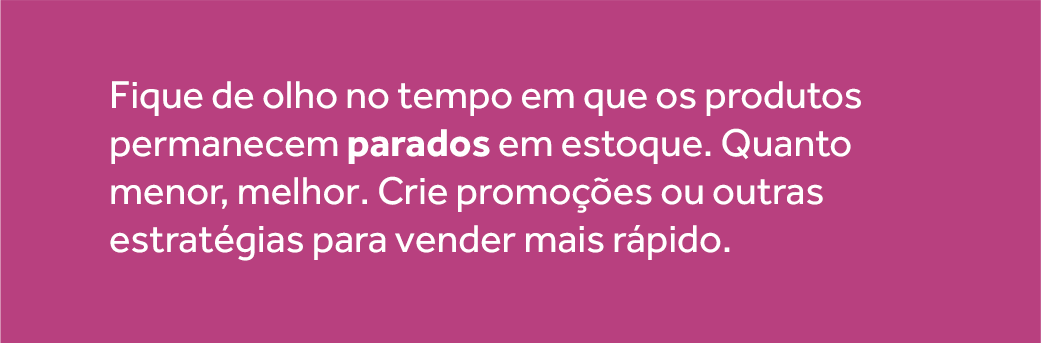 Fique de olho no tempo em que os produtos
permanecem parados em estoque. Quanto
menor, melhor. Crie promoções ou outras
estratégias para vender mais rápido.